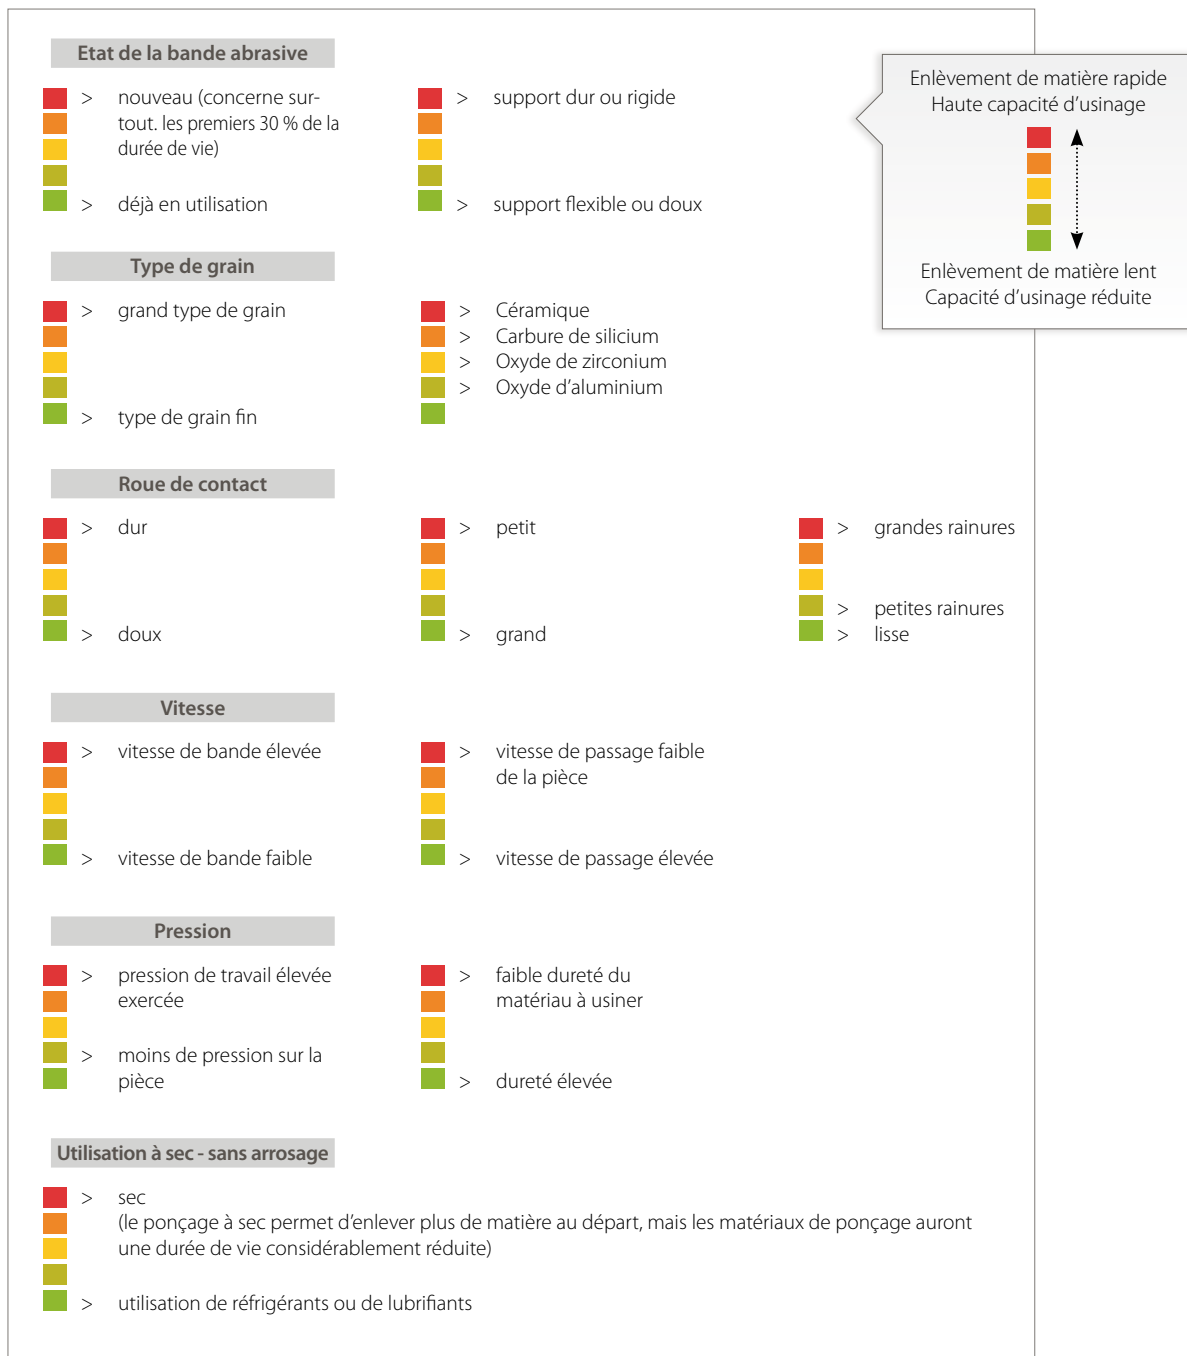 Etat de la bande abrasive
> nouveau (concerne sur-
tout. les premiers 30 % de la
durée de vie)
> déjà en utilisation
> support dur ou rigide
> support flexible ou doux
Enlèvement de matière rapide
Haute capacité d'usinage
Enlèvement de matière lent
Capacité d'usinage réduite
Type de grain
> grand type de grain
> type de grain fin
> Céramique
> Carbure de silicium
> Oxyde de zirconium
> Oxyde d'aluminium
Roue de contact
> dur
> doux
> petit
> grand
> grandes rainures
> petites rainures
> lisse
Vitesse
> vitesse de bande élevée
> vitesse de bande faible
> vitesse de passage faible
de la pièce
> vitesse de passage élevée
Pression
> pression de travail élevée
exercée
> moins de pression sur la
pièce
> faible dureté du
matériau à usiner
> dureté élevée
Utilisation à sec - sans arrosage
> sec
(le ponçage à sec permet d'enlever plus de matière au départ, mais les matériaux de ponçage auront
une durée de vie considérablement réduite)
> utilisation de réfrigérants ou de lubrifiants